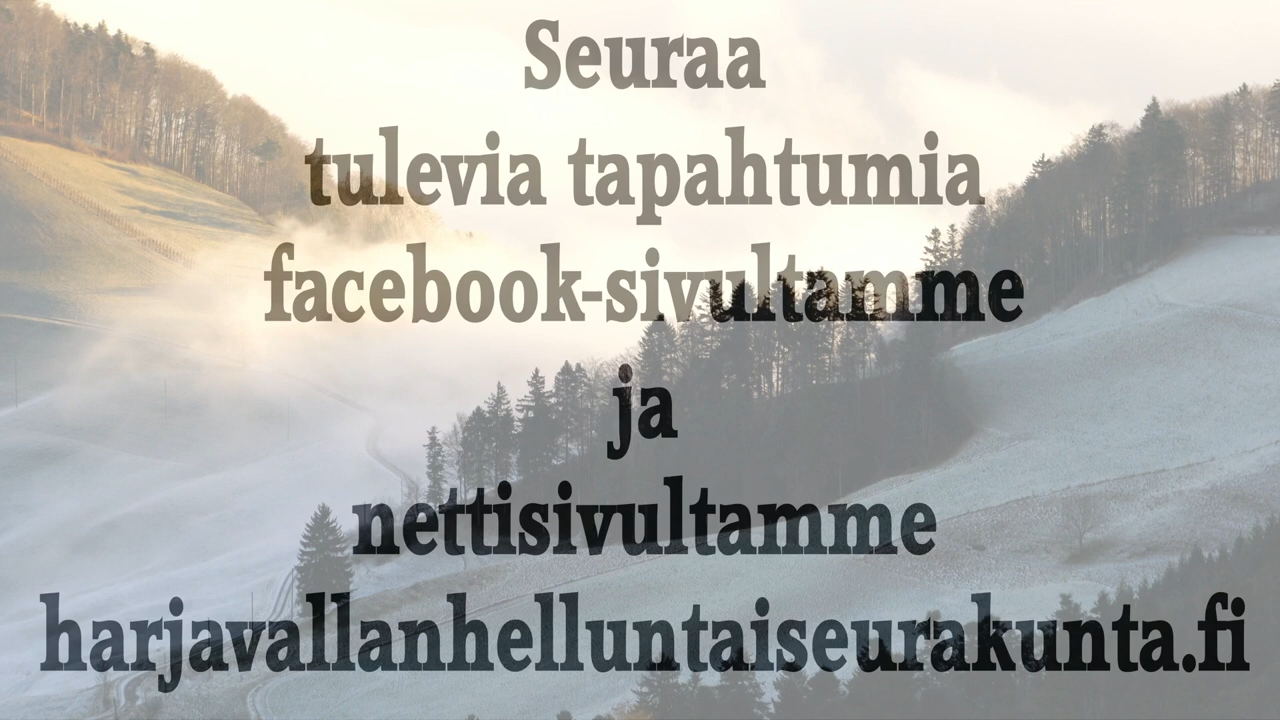 Seuraa
tulevia tapahtumia
facebook-sivultamme
ja
nettisivultamme
harjavallanhelluntaiseurakunta.fi